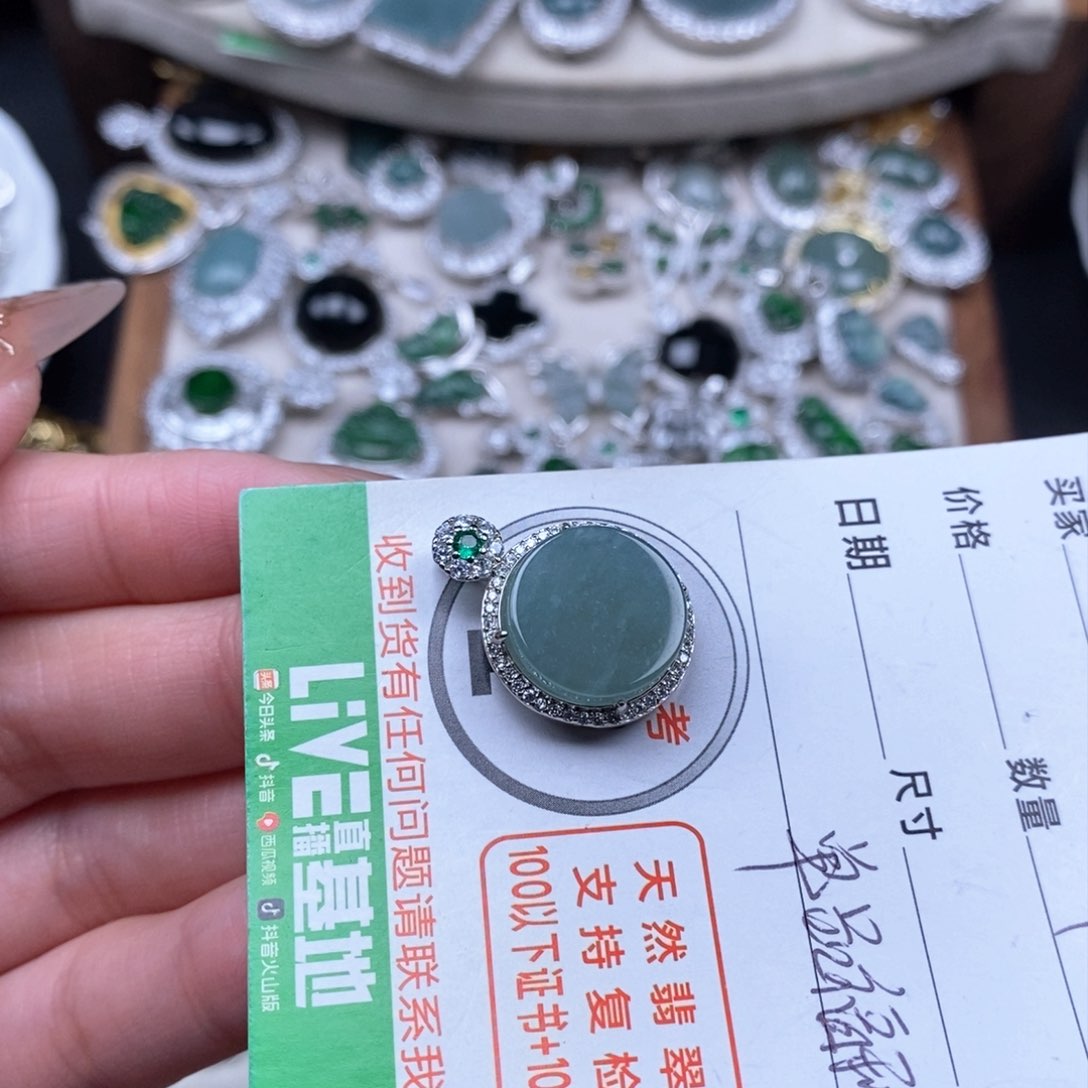 买家
价格
日期
数量
尺寸
考
收到货有任何问题请联系我
天然翡翠
支持复检
100以下证书+10
LIVE直播基地
头条
今日头条
抖音
西瓜视频
抖音火山版